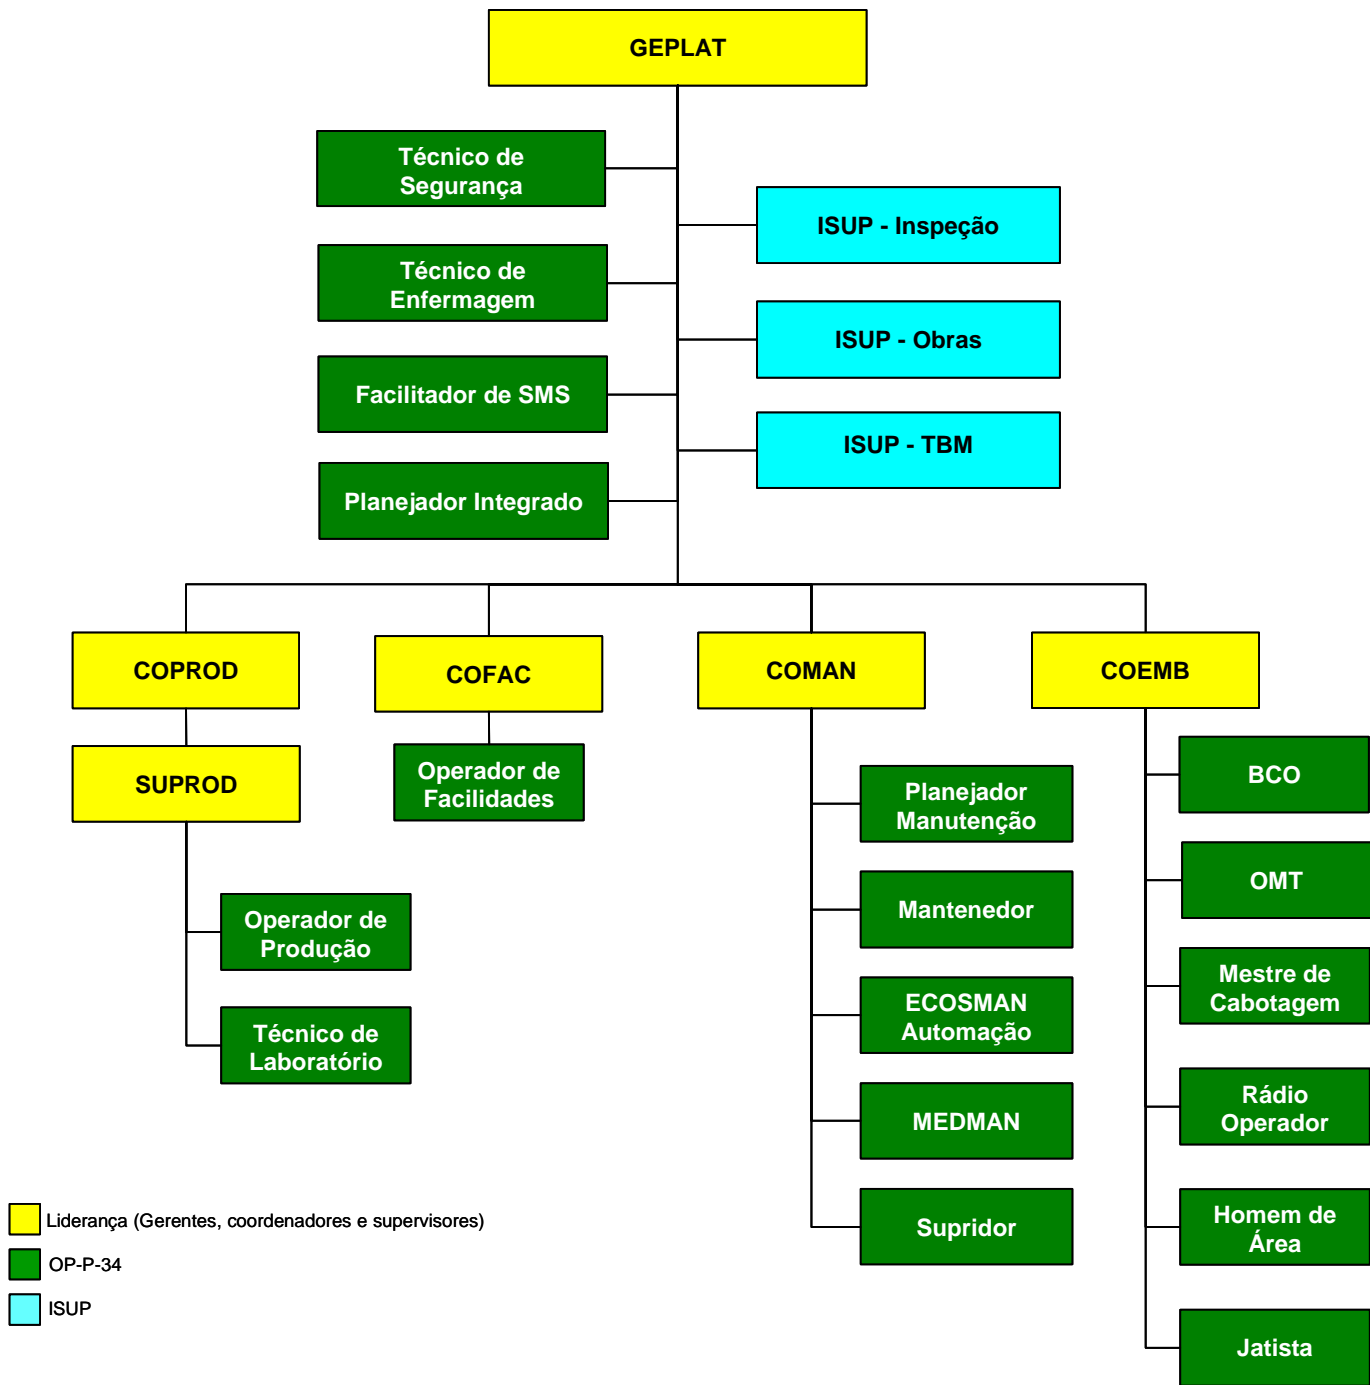 GEPLAT
Técnico de
Segurança
ISUP - Inspeção
Técnico de
Enfermagem
ISUP - Obras
Facilitador de SMS
ISUP - TBM
Planejador Integrado
COPROD
COFAC
COMAN
COEMB
SUPROD
Operador de
Facilidades
Operador de
Produção
Técnico de
Laboratório
Planejador
Manutenção
Mantenedor
ECOSMAN
Automação
MEDMAN
Supridor
BCO
OMT
Mestre de
Cabotagem
Rádio
Operador
Homem de
Área
Jatista
Liderança (Gerentes, coordenadores e supervisores)
OP-P-34
ISUP